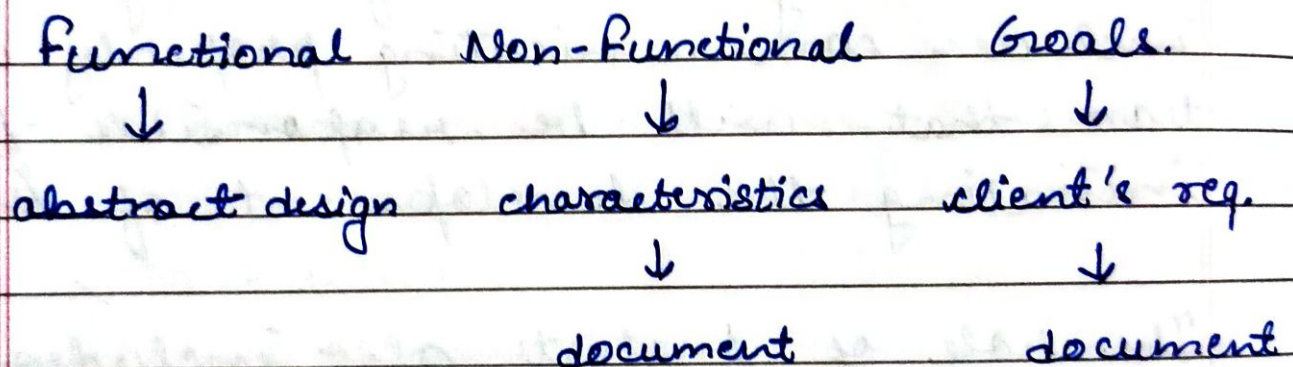 Functional Non-Functional Goals.
↓ ↓ ↓
abstract design characteristics client's req.
↓ ↓
document document